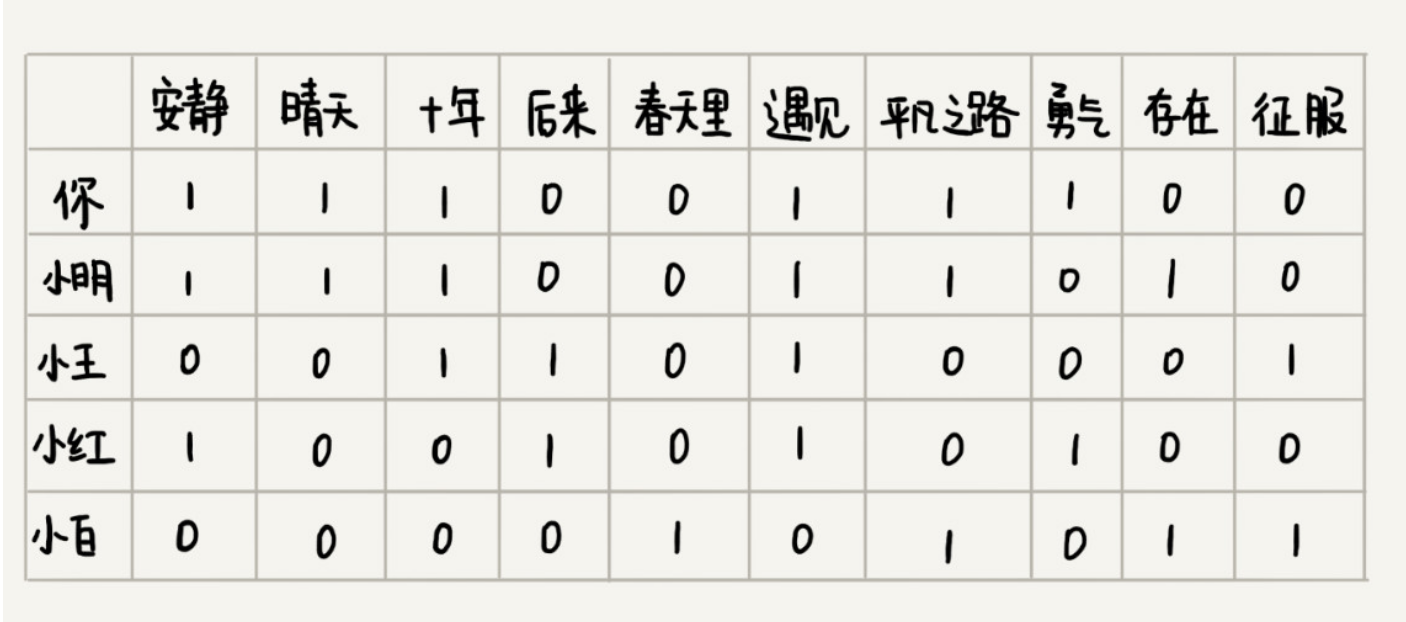 安静 晴天 十年 后来 春天里 遇见 平凡之路 勇气 存在 征服
你 1 1 1 0 0 1 1 1 0 0
小明 1 1 1 0 0 1 1 0 1 0
小王 0 0 1 1 0 1 0 0 0 1
小红 1 0 0 1 0 1 0 1 0 0
小白 0 0 0 0 1 0 1 0 1 1